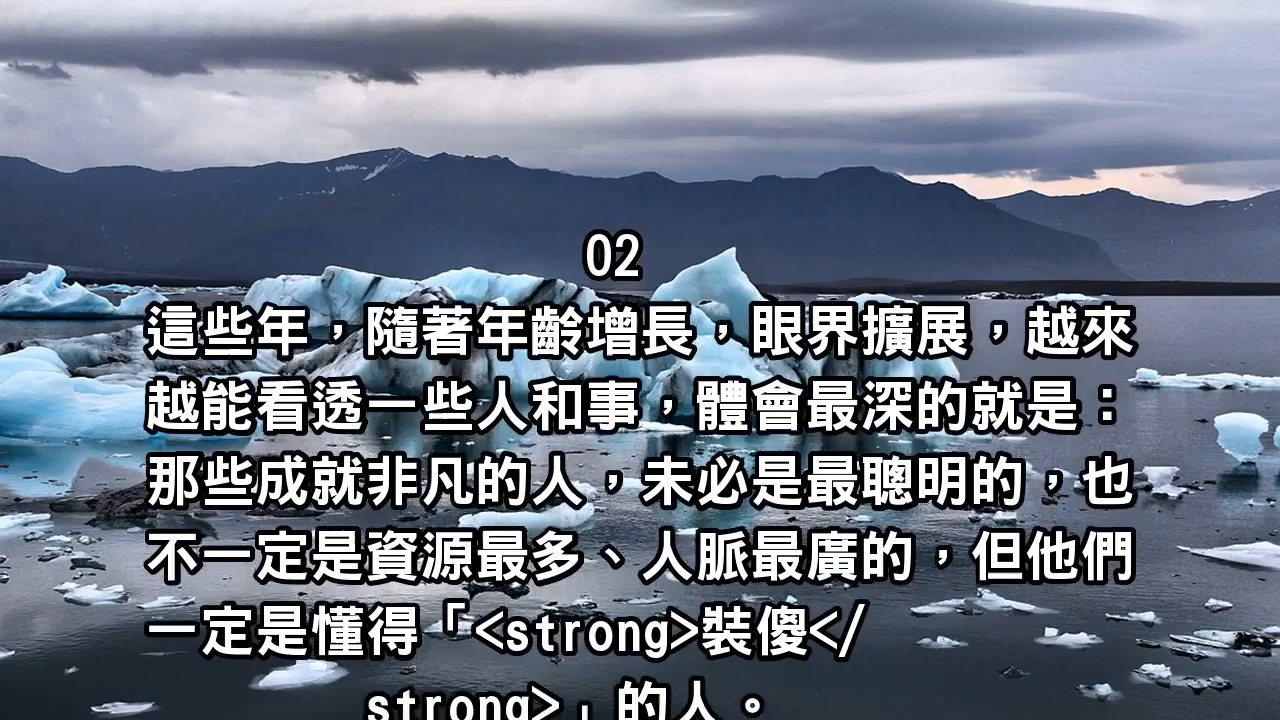 02
這些年，隨著年齡增長，眼界擴展，越來
越能看透一些人和事，體會最深的就是：
那些成就非凡的人，未必是最聰明的，也
不一定是資源最多、人脈最廣的，但他們
一定是懂得「<strong>裝傻</
strong>」的人。